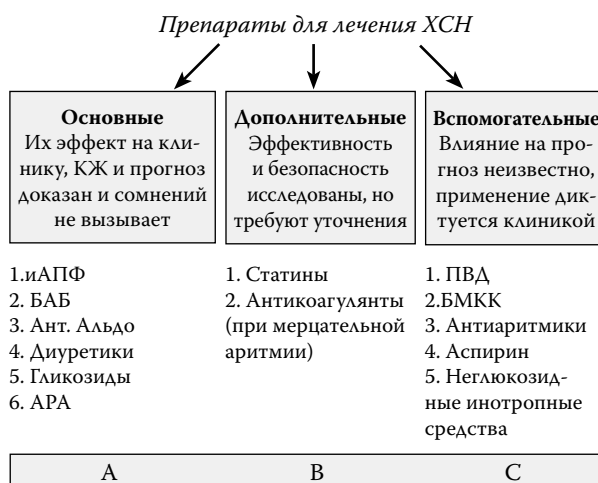 Препараты для лечения ХСН
Основные
Их эффект на кли-
нику, КЖ и прогноз
доказан и сомнений
не вызывает
Дополнительные
Эффективность
и безопасность
исследованы, но
требуют уточнения
Вспомогательные
Влияние на про-
гноз неизвестно,
применение дик-
туется клиникой
1.иАПФ
2. БАБ
3. Ант. Альдо
4. Диуретики
5. Гликозиды
6. АРА
1. Статины
2. Антикоагулянты
(при мерцательной
аритмии)
1. ПВД
2.БМКК
3. Антиаритмики
4. Аспирин
5. Неглюкозид-
ные инотропные
средства
А
В
С